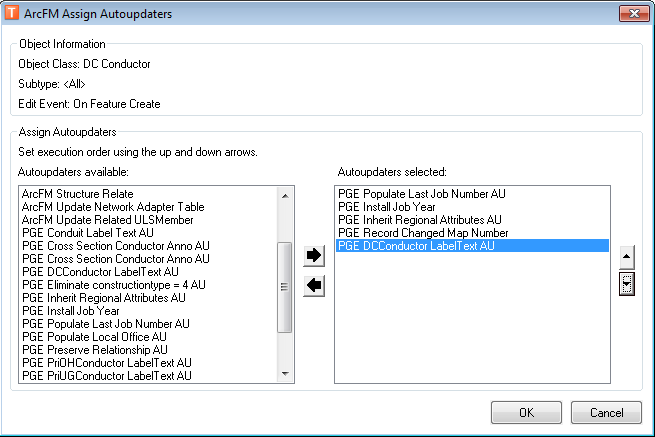 T ArcFM Assign Autoupdaters
Object Information
Object Class: DC Conductor
Subtype: <All>
Edit Event: On Feature Create
Assign Autoupdaters
Set execution order using the up and down arrows.
Autoupdaters available:
ArcFM Structure Relate
ArcFM Update Network Adapter Table
ArcFM Update Related ULSMember
PGE Conduit Label Text AU
PGE Cross Section Conductor Anno AU
PGE Cross Section Conductor Anno AU
PGE DCConductor LabelText AU
PGE Eliminate constructiontype = 4 AU
PGE Inherit Regional Attributes AU
PGE Install Job Year
PGE Populate Last Job Number AU
PGE Populate Local Office AU
PGE Preserve Relationship AU
PGE PriOHConductor LabelText AU
PGE PriUGConductor LabelText AU
Autoupdaters selected:
PGE Populate Last Job Number AU
PGE Install Job Year
PGE Inherit Regional Attributes AU
PGE Record Changed Map Number
PGE DCConductor LabelText AU
OK
Cancel